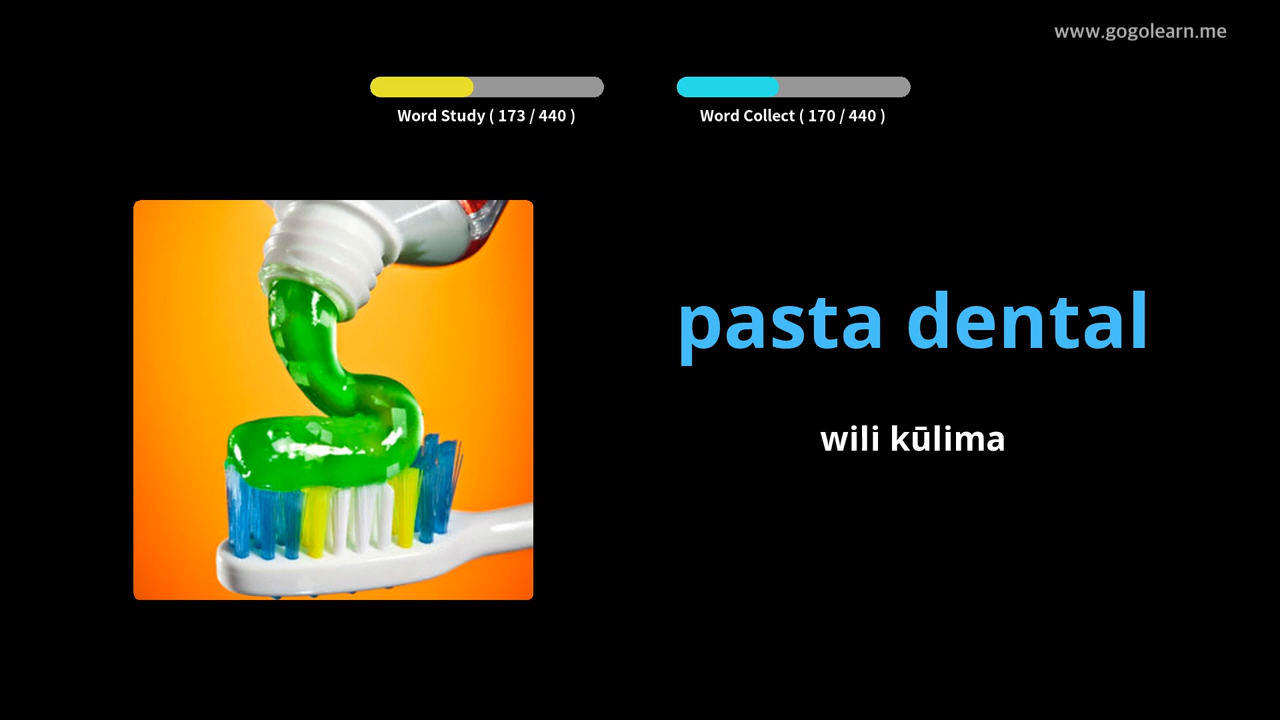 www.gogolearn.me
Word Study ( 173 / 440 )
Word Collect ( 170 / 440 )
pasta dental
wili kūlima